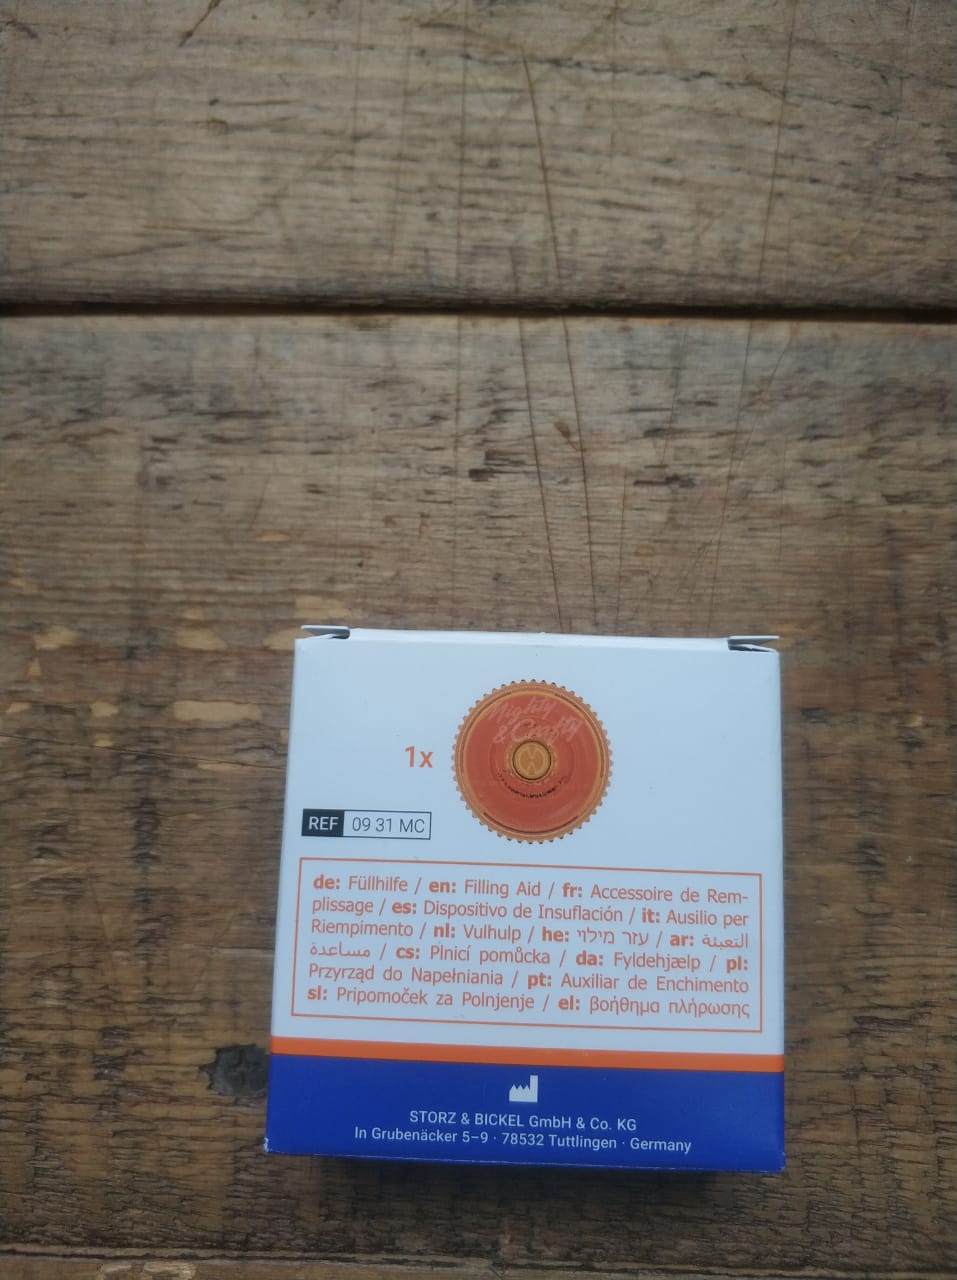 Mighty
& Crafty
1x
REF 09 31 MC
de: Füllhilfe / en: Filling Aid / fr: Accessoire de Rem-
plissage / es: Dispositivo de Insuflación / it: Ausilio per
Riempimento / nl: Vulhulp / he: עזר מילוי / ar: التعبئة
مساعدة / cs: Plnicí pomůcka / da: Fyldehjælp / pl:
Przyrząd do Napełniania / pt: Auxiliar de Enchimento
sl: Pripomoček za Polnjenje / el: βοήθημα πλήρωσης
STORZ & BICKEL GmbH & Co. KG
In Grubenäcker 5–9 · 78532 Tuttlingen · Germany